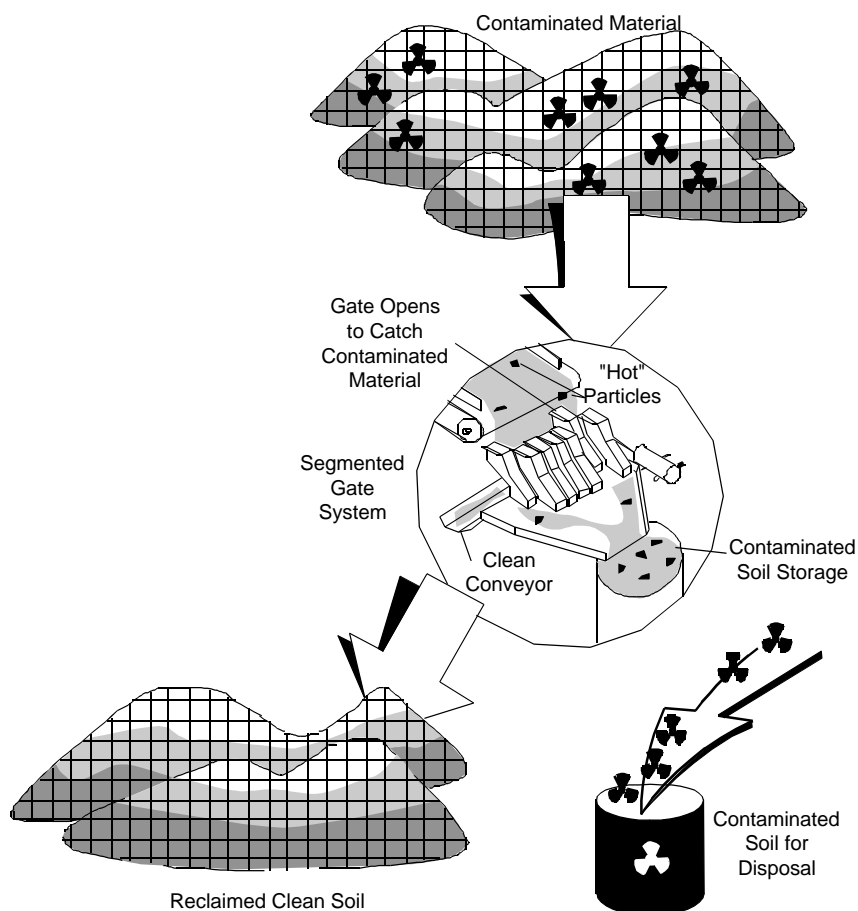 Contaminated Material
Gate Opens
to Catch
Contaminated
Material
"Hot"
Particles
Segmented
Gate
System
Clean
Conveyor
Contaminated
Soil Storage
Contaminated
Soil for
Disposal
Reclaimed Clean Soil